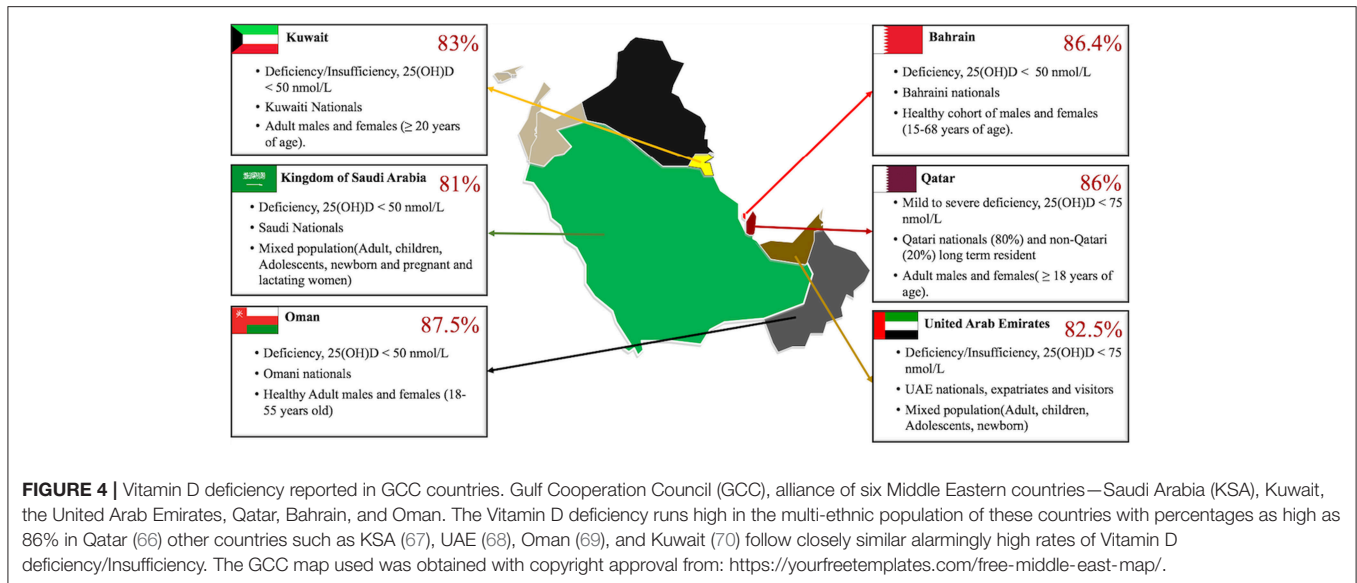 Kuwait 83%
• Deficiency/Insufficiency, 25(OH)D
< 50 nmol/L
• Kuwaiti Nationals
• Adult males and females (≥ 20 years
of age).
Kingdom of Saudi Arabia 81%
• Deficiency, 25(OH)D < 50 nmol/L
• Saudi Nationals
• Mixed population(Adult, children,
Adolescents, newborn and pregnant and
lactating women)
Oman 87.5%
• Deficiency, 25(OH)D < 50 nmol/L
• Omani nationals
• Healthy Adult males and females (18-
55 years old)
Bahrain 86.4%
• Deficiency, 25(OH)D < 50 nmol/L
• Bahraini nationals
• Healthy cohort of males and females
(15-68 years of age).
Qatar 86%
• Mild to severe deficiency, 25(OH)D < 75
nmol/L
• Qatari nationals (80%) and non-Qatari
(20%) long term resident
• Adult males and females( ≥ 18 years of
age).
United Arab Emirates 82.5%
• Deficiency/Insufficiency, 25(OH)D < 75
nmol/L
• UAE nationals, expatriates and visitors
• Mixed population(Adult, children,
Adolescents, newborn)
FIGURE 4 | Vitamin D deficiency reported in GCC countries. Gulf Cooperation Council (GCC), alliance of six Middle Eastern countries—Saudi Arabia (KSA), Kuwait,
the United Arab Emirates, Qatar, Bahrain, and Oman. The Vitamin D deficiency runs high in the multi-ethnic population of these countries with percentages as high as
86% in Qatar (66) other countries such as KSA (67), UAE (68), Oman (69), and Kuwait (70) follow closely similar alarmingly high rates of Vitamin D
deficiency/Insufficiency. The GCC map used was obtained with copyright approval from: https://yourfreetemplates.com/free-middle-east-map/.